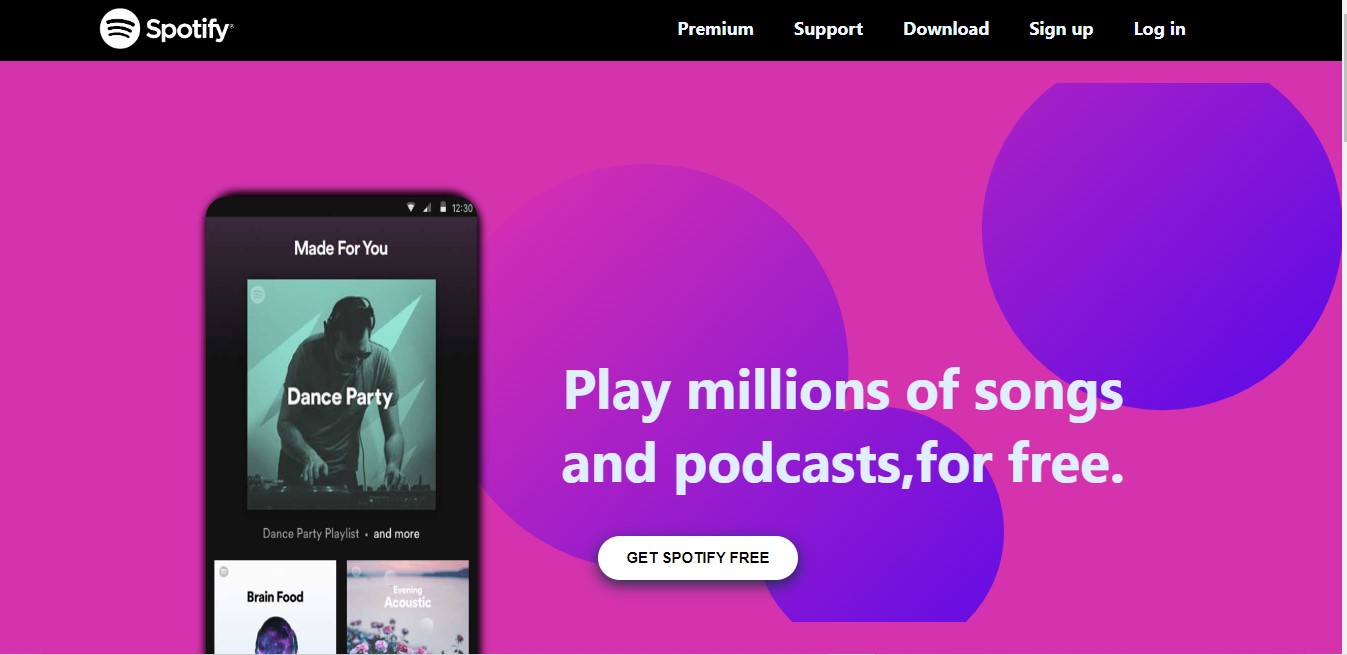 Spotify®
Premium Support Download Sign up Log in
12:30
Made For You
Dance Party
Dance Party Playlist • and more
Brain Food
Evening
Acoustic
Play millions of songs
and podcasts,for free.
GET SPOTIFY FREE